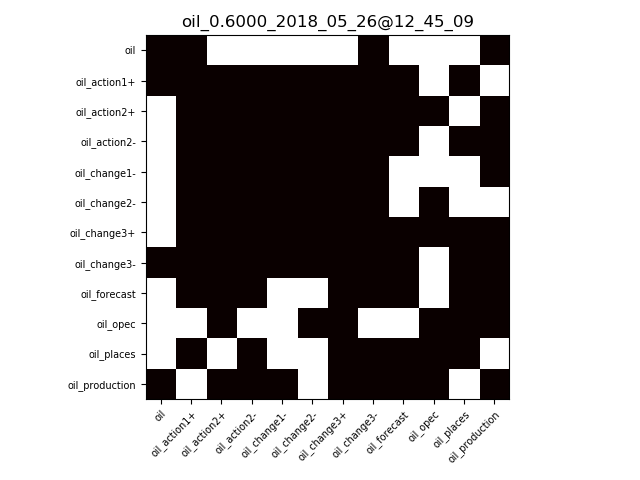 oil_0.6000_2018_05_26@12_45_09
oil
oil_action1+
oil_action2+
oil_action2-
oil_change1-
oil_change2-
oil_change3+
oil_change3-
oil_forecast
oil_opec
oil_places
oil_production
oil
oil_action1+
oil_action2+
oil_action2-
oil_change1-
oil_change2-
oil_change3+
oil_change3-
oil_forecast
oil_opec
oil_places
oil_production